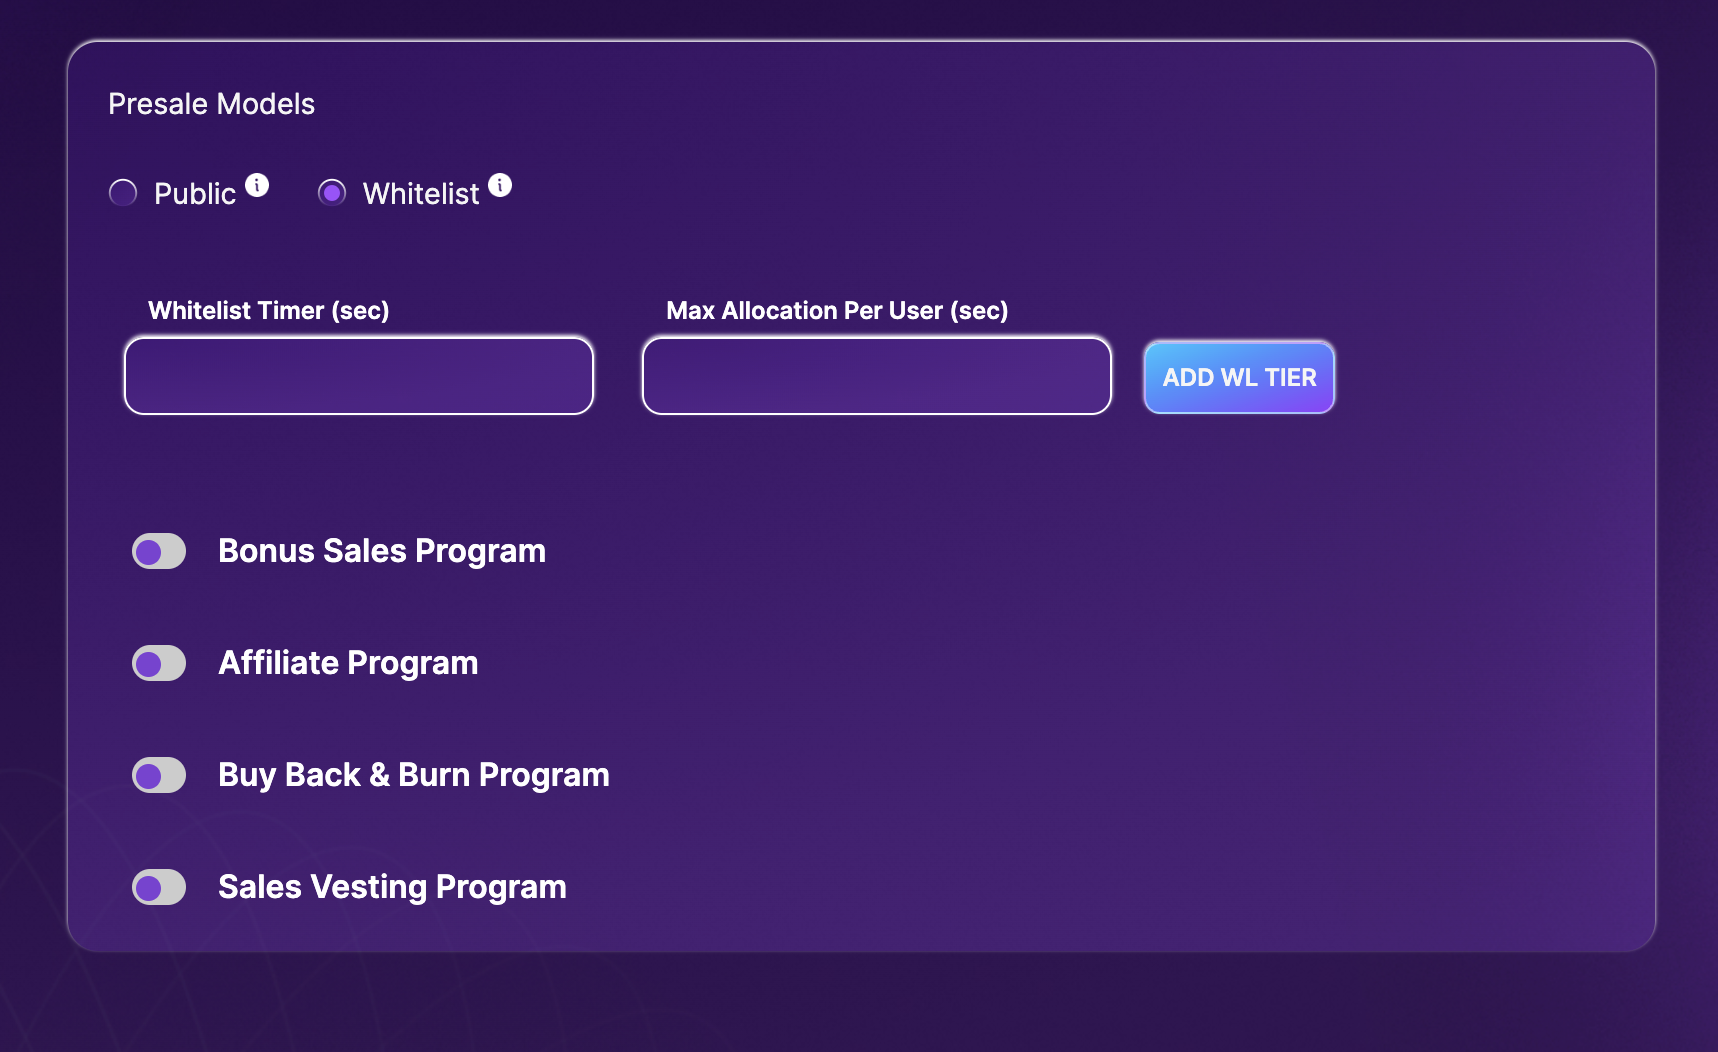 Presale Models
Public i Whitelist i
Whitelist Timer (sec) Max Allocation Per User (sec)
ADD WL TIER
Bonus Sales Program
Affiliate Program
Buy Back & Burn Program
Sales Vesting Program